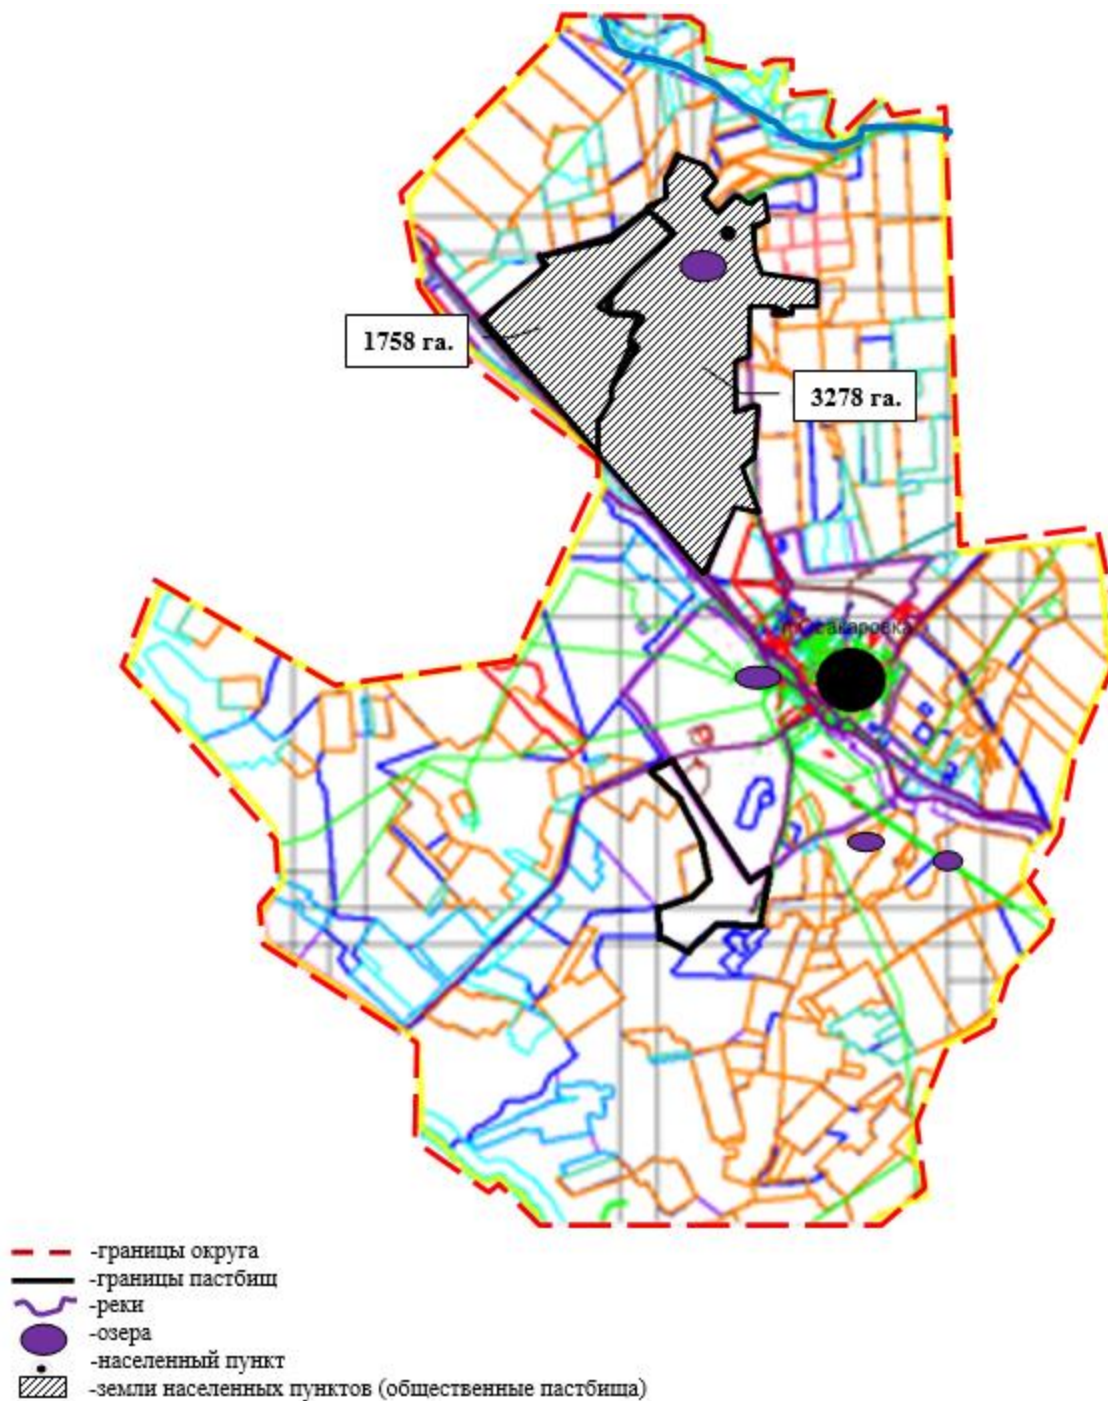 1758 га.
3278 га.
-границы округа
-границы пастбищ
-реки
-озера
-населенный пункт
-земли населенных пунктов (общественные пастбища)